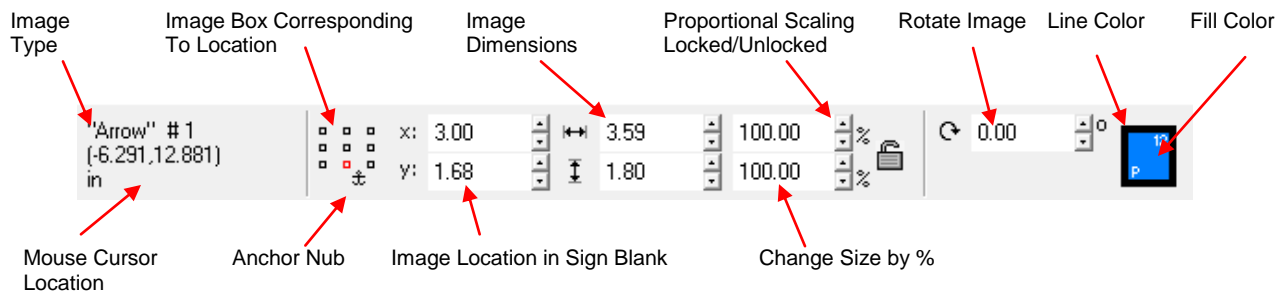 Image Type
Image Box Corresponding To Location
Image Dimensions
Proportional Scaling Locked/Unlocked
Rotate Image
Line Color
Fill Color
"Arrow" # 1
(-6.291,12.881)
in
x: 3.00
y: 1.68
3.59
1.80
100.00 %
100.00 %
0.00 o
P
Mouse Cursor Location
Anchor Nub
Image Location in Sign Blank
Change Size by %